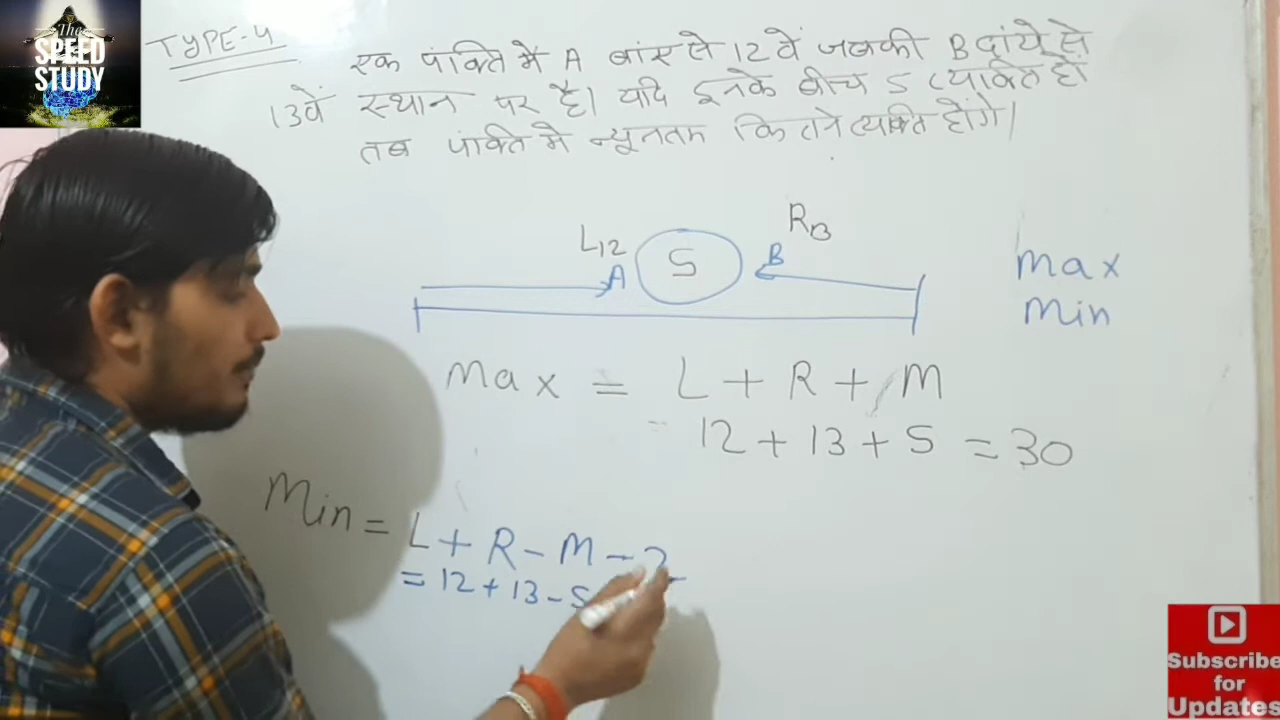 The
SPEED
STUDY
TYPE-4
एक पंक्ति में A बांए से 12 वें जबकी B दांये से
13वें स्थान पर है। यदि इनके बीच 5 व्यक्ति हों
तब पंक्ति में न्यूनतम कितने व्यक्ति होंगे।
L12 R13
A 5 B
max
min
Max = L + R + M
= 12 + 13 + 5 = 30
Min = L + R - M - 2
= 12 + 13 - 5
Subscribe
for
Updates